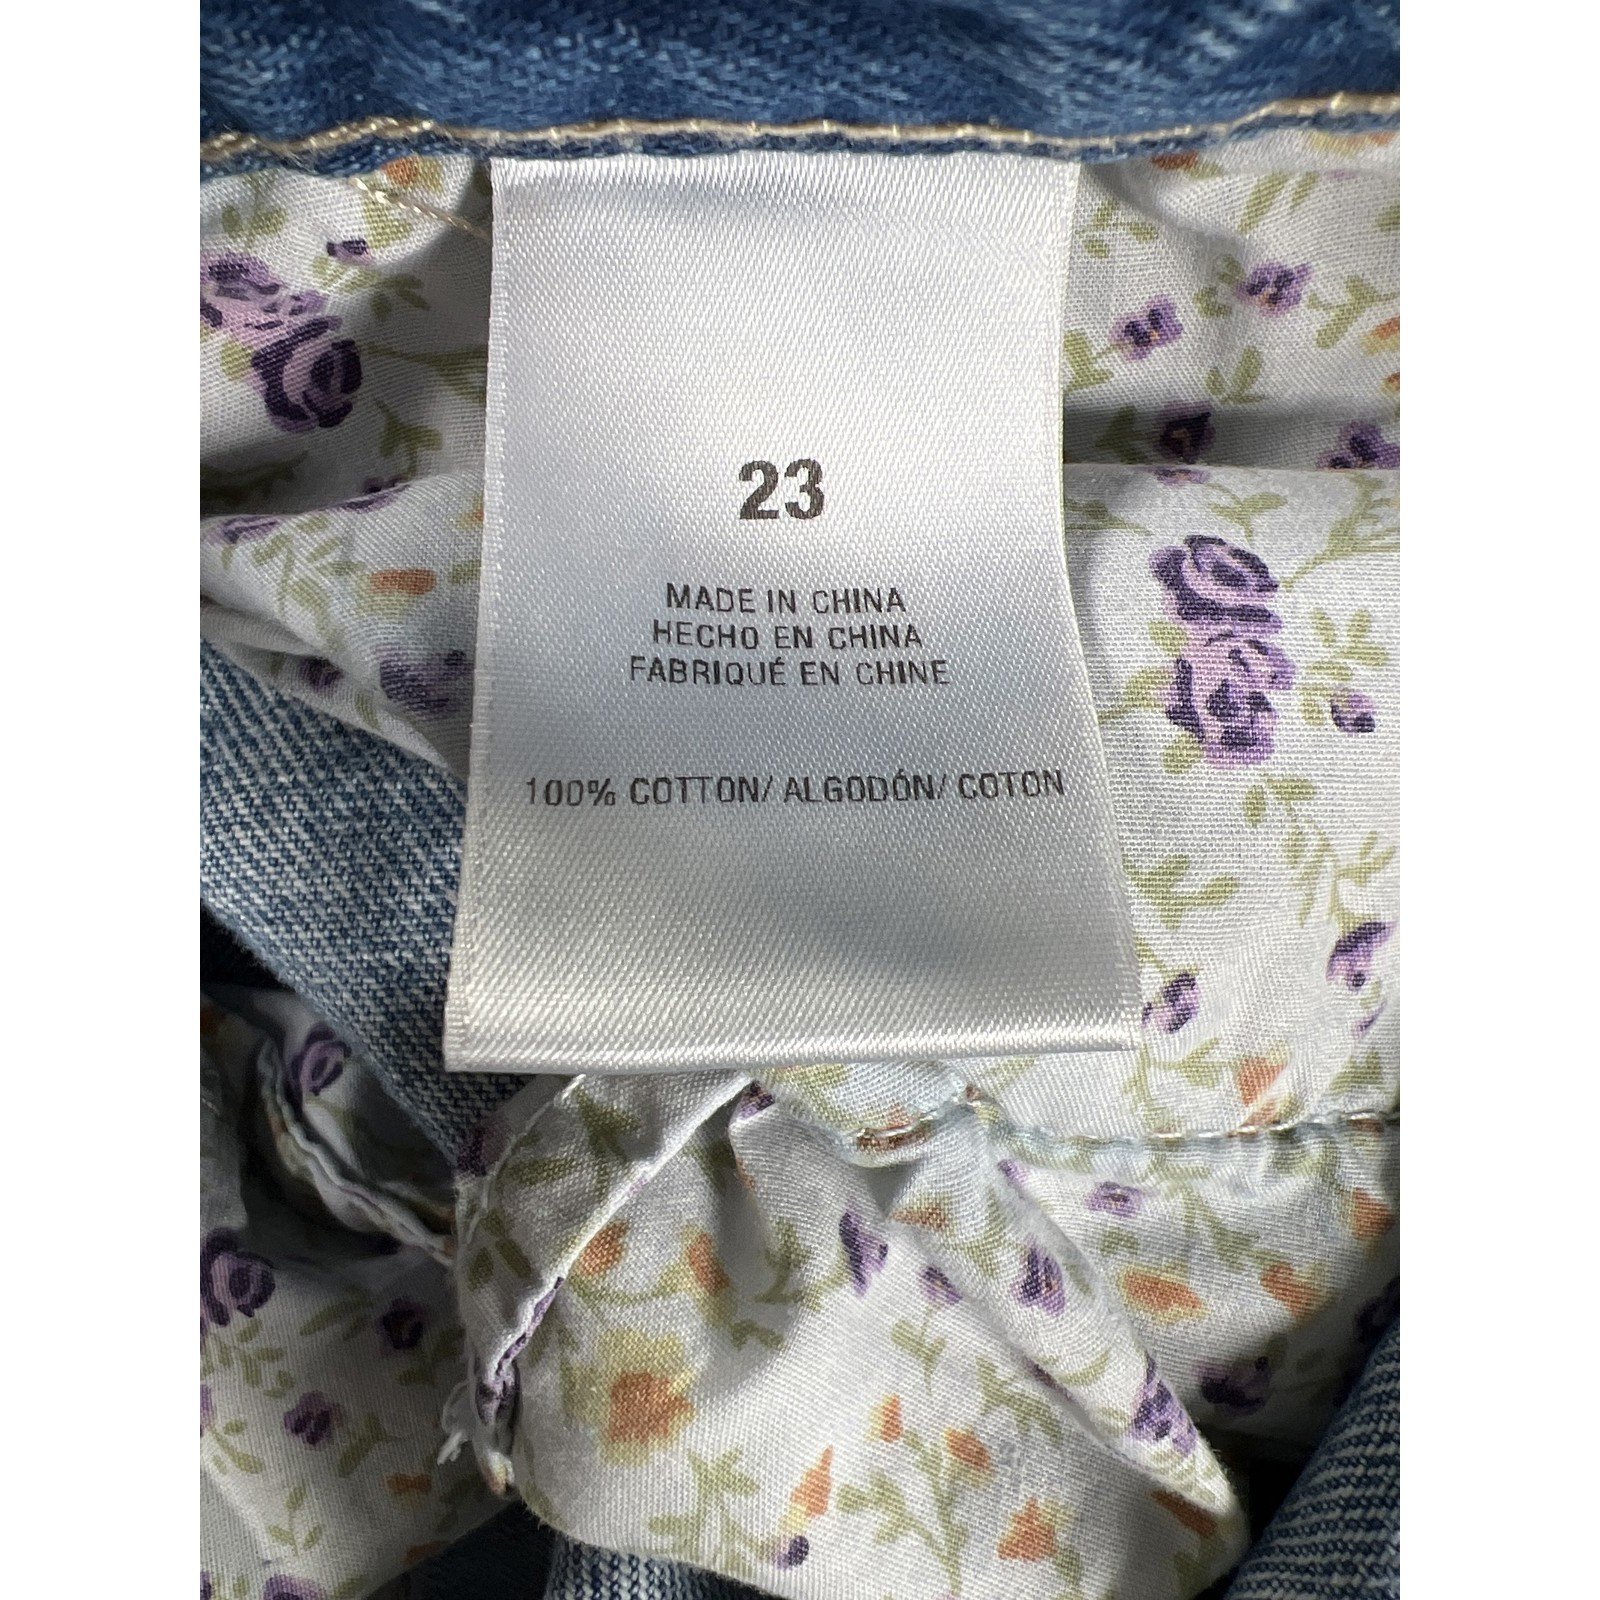 23
MADE IN CHINA
HECHO EN CHINA
FABRIQUÉ EN CHINE
100% COTTON/ ALGODÓN/ COTON